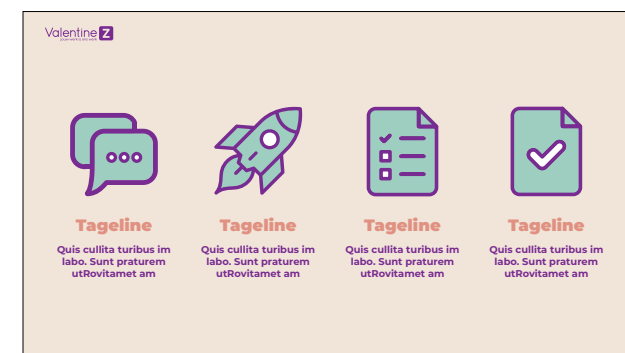 Valentine Z
Tageline
Quis cullita turibus im
labo. Sunt praturem
utRovitamet am
Tageline
Quis cullita turibus im
labo. Sunt praturem
utRovitamet am
Tageline
Quis cullita turibus im
labo. Sunt praturem
utRovitamet am
Tageline
Quis cullita turibus im
labo. Sunt praturem
utRovitamet am